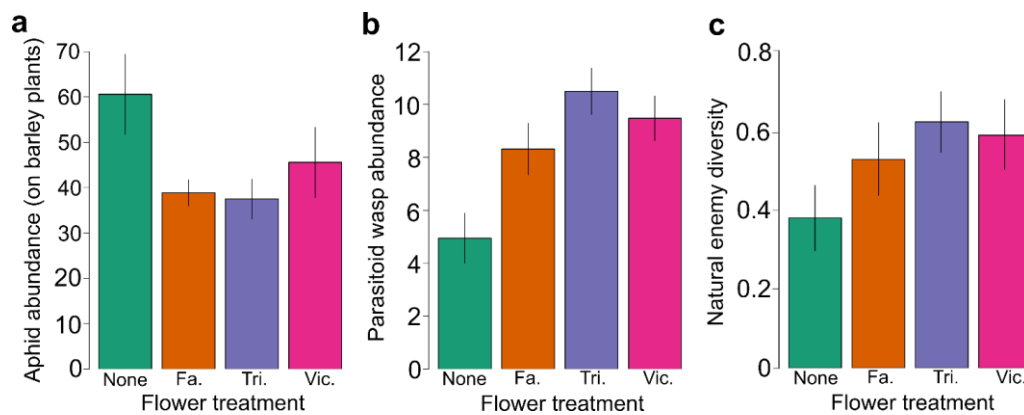 a
Aphid abundance (on barley plants)
70
60
50
40
30
20
10
0
None Fa. Tri. Vic.
Flower treatment
b
Parasitoid wasp abundance
12
10
8
6
4
2
0
None Fa. Tri. Vic.
Flower treatment
c
Natural enemy diversity
0.8
0.6
0.4
0.2
0
None Fa. Tri. Vic.
Flower treatment